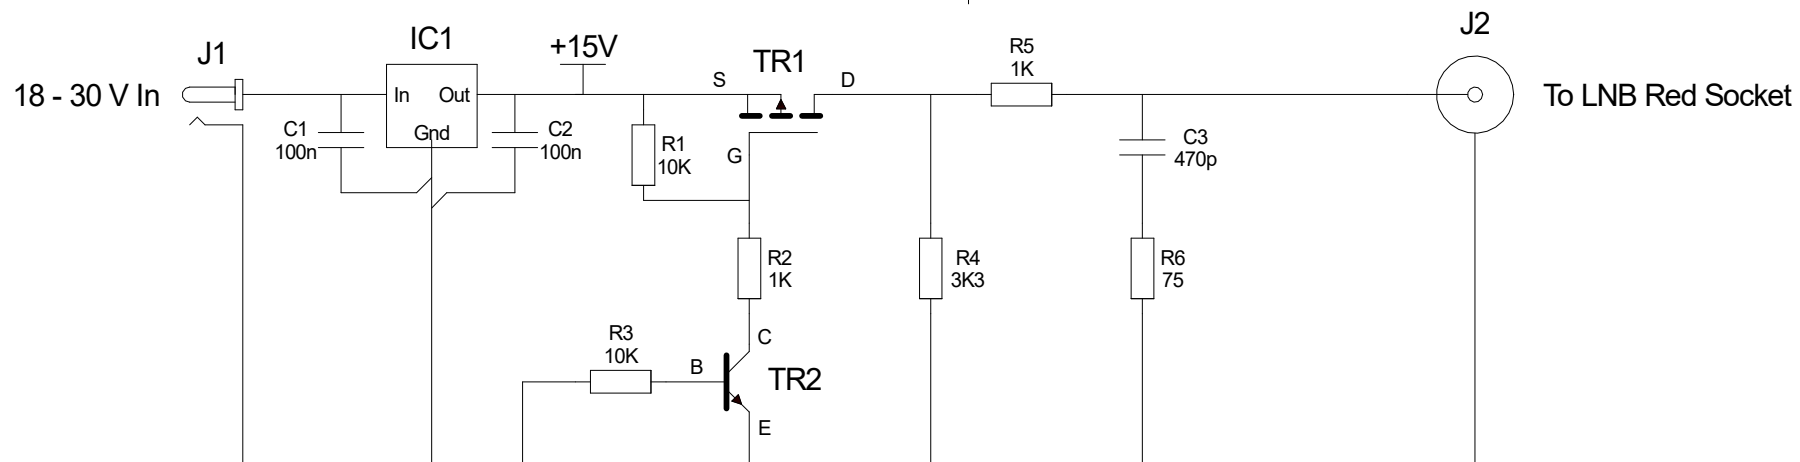 J1
18 - 30 V In
IC1
In
Out
Gnd
C1
100n
C2
100n
+15V
R1
10K
S
TR1
D
G
R2
1K
R3
10K
B
C
TR2
E
R4
3K3
R5
1K
C3
470p
R6
75
J2
To LNB Red Socket